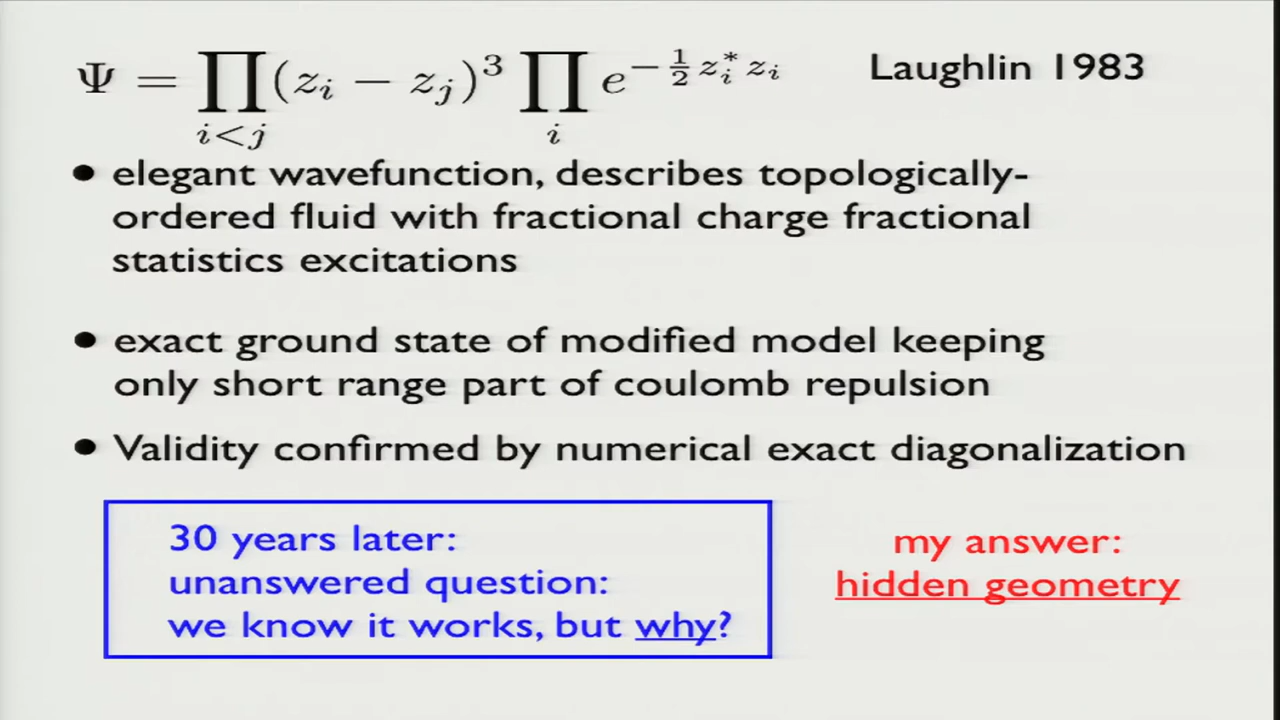 Ψ = ∏_{i<j} (z_i − z_j)^3 ∏_i e^{−½ z_i^* z_i} Laughlin 1983
• elegant wavefunction, describes topologically-
ordered fluid with fractional charge fractional
statistics excitations
• exact ground state of modified model keeping
only short range part of coulomb repulsion
• Validity confirmed by numerical exact diagonalization
30 years later:
unanswered question:
we know it works, but why?
my answer:
hidden geometry